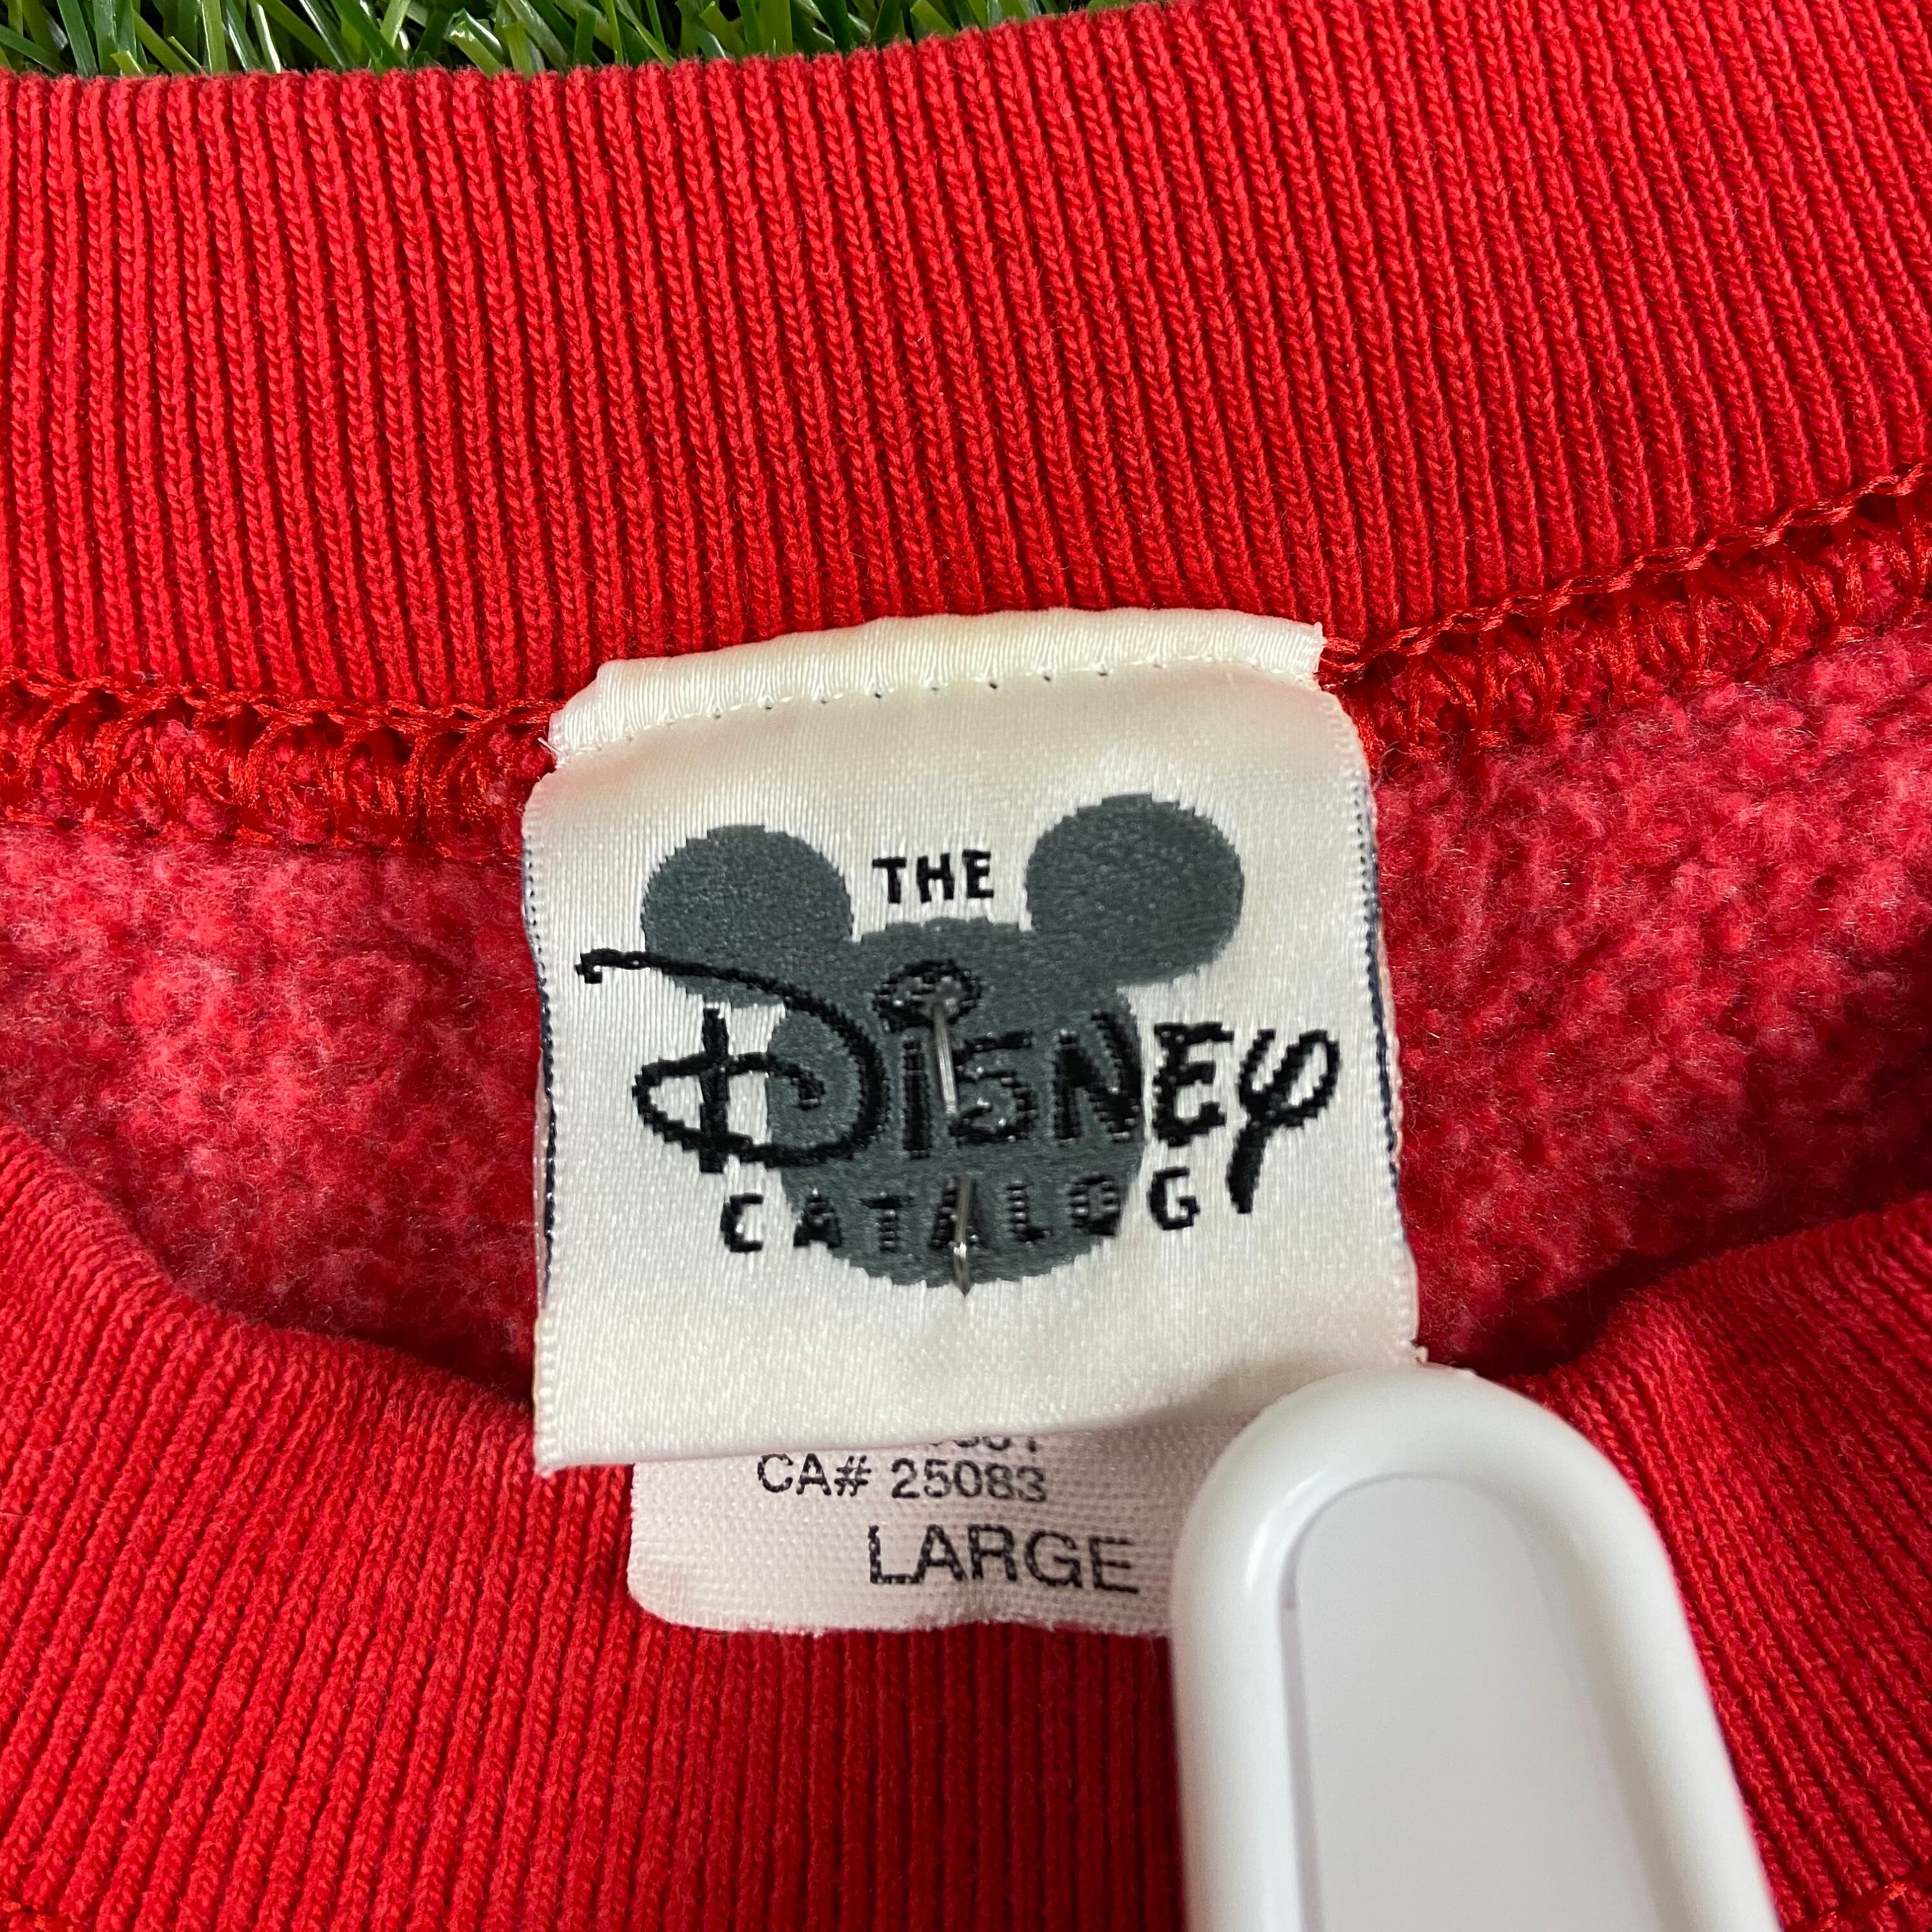 THE
DISNEY
CATALOG
CA# 25083
LARGE